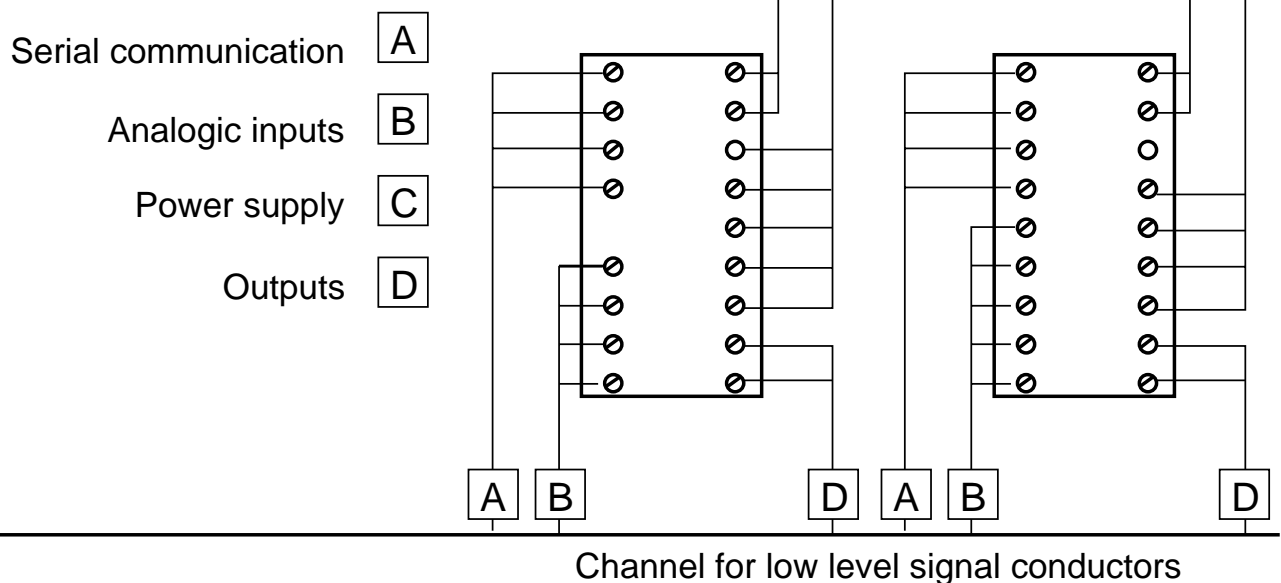 Serial communication A
Analogic inputs B
Power supply C
Outputs D
A B D A B D
Channel for low level signal conductors